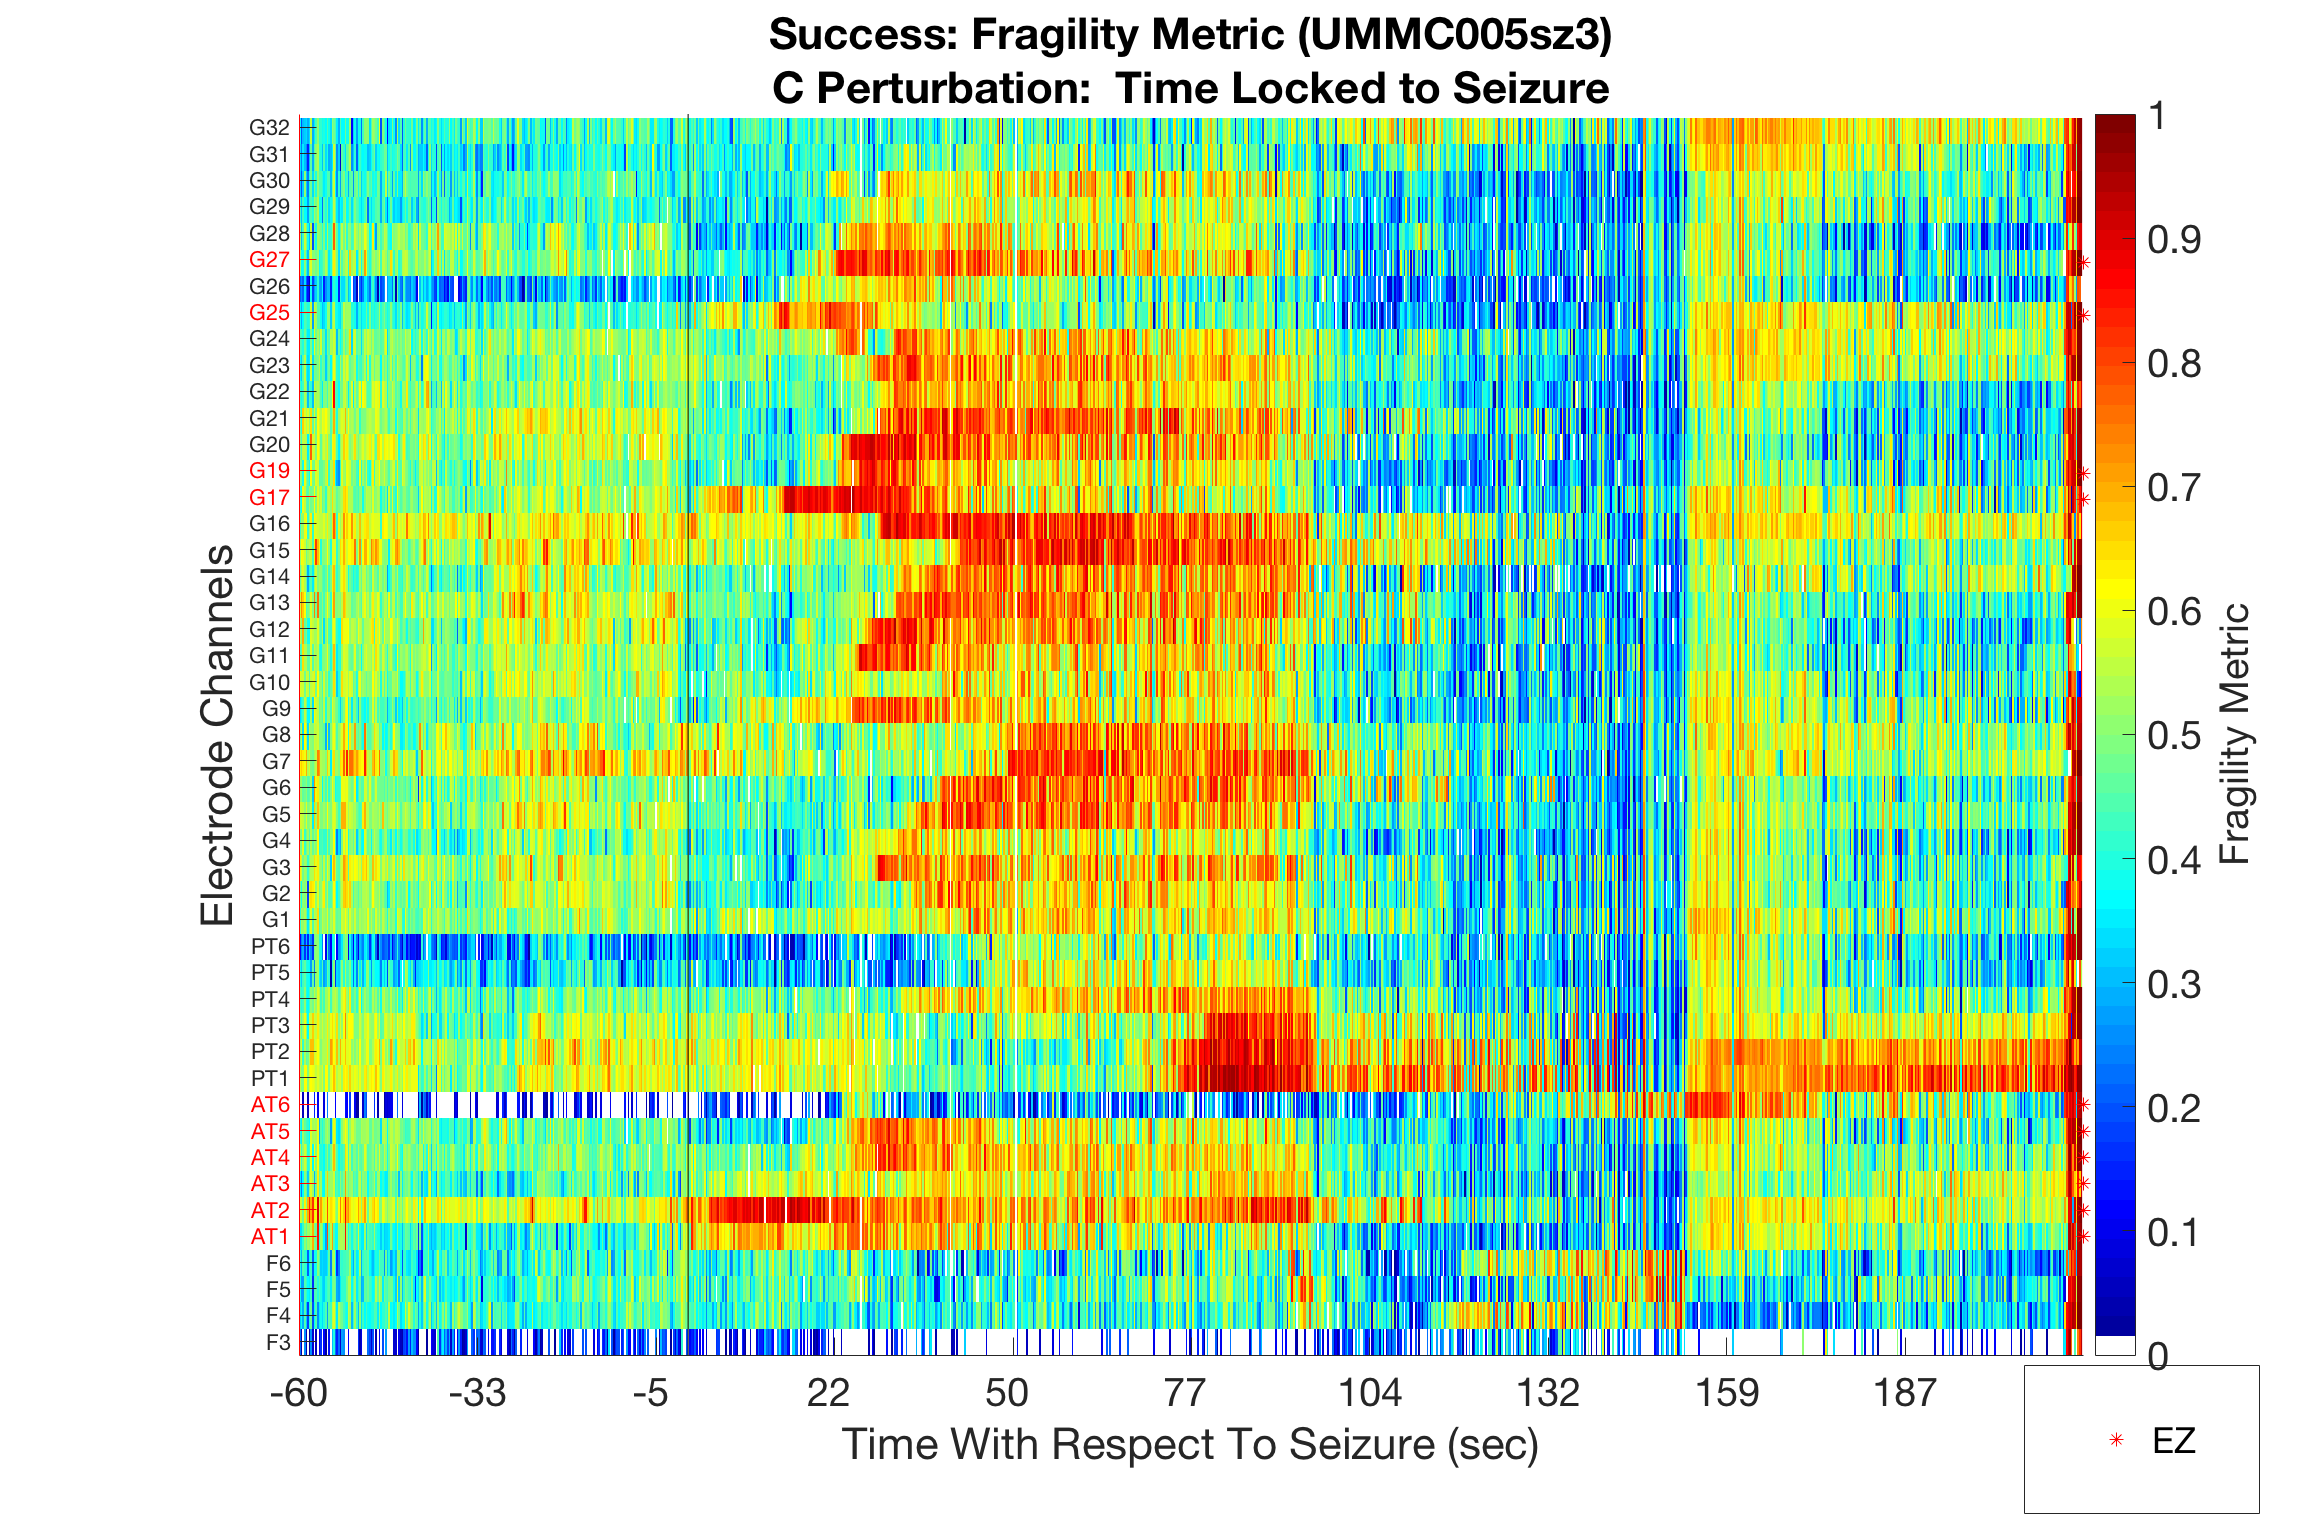 Success: Fragility Metric (UMMC005sz3)
C Perturbation: Time Locked to Seizure
Electrode Channels
G32
G31
G30
G29
G28
G27
G26
G25
G24
G23
G22
G21
G20
G19
G17
G16
G15
G14
G13
G12
G11
G10
G9
G8
G7
G6
G5
G4
G3
G2
G1
PT6
PT5
PT4
PT3
PT2
PT1
AT6
AT5
AT4
AT3
AT2
AT1
F6
F5
F4
F3
-60 -33 -5 22 50 77 104 132 159 187
Time With Respect To Seizure (sec)
1
0.9
0.8
0.7
0.6
0.5
0.4
0.3
0.2
0.1
0
Fragility Metric
EZ